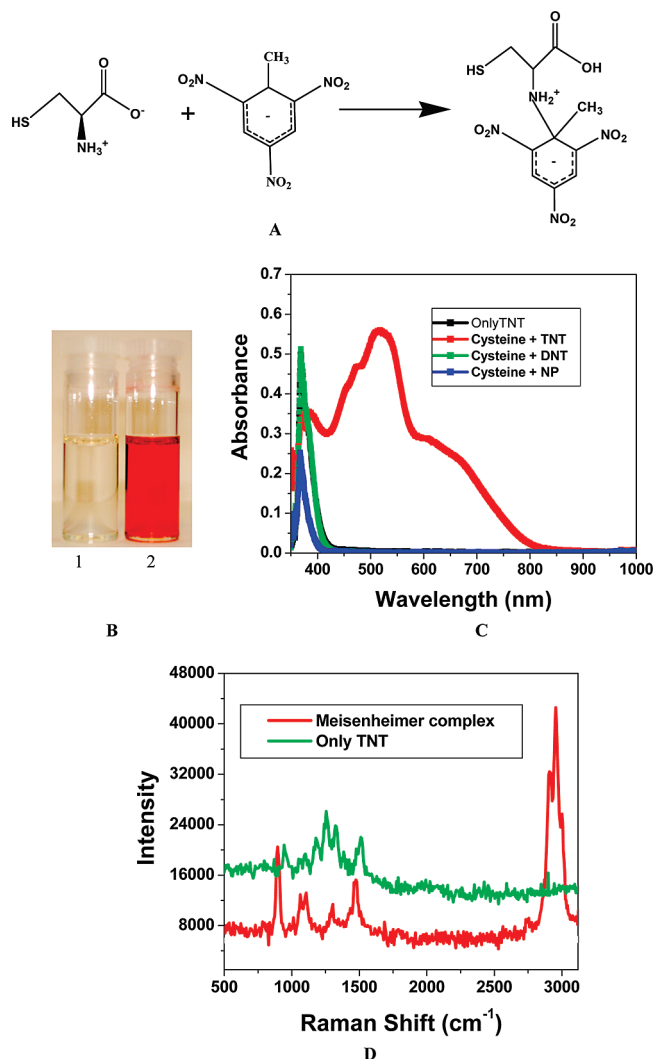 CH₃
O
O₂N
NO₂
HS
O⁻
+
-
NH₃⁺
NO₂
A
O
HS
OH
NH₂⁺
CH₃
O₂N
NO₂
-
NO₂
1
2
B
0.7
0.6
0.5
0.4
0.3
0.2
0.1
0.0
Absorbance
OnlyTNT
Cysteine + TNT
Cysteine + DNT
Cysteine + NP
400 500 600 700 800 900 1000
Wavelength (nm)
C
48000
40000
32000
24000
16000
8000
Intensity
Meisenheimer complex
Only TNT
500 1000 1500 2000 2500 3000
Raman Shift (cm⁻¹)
D